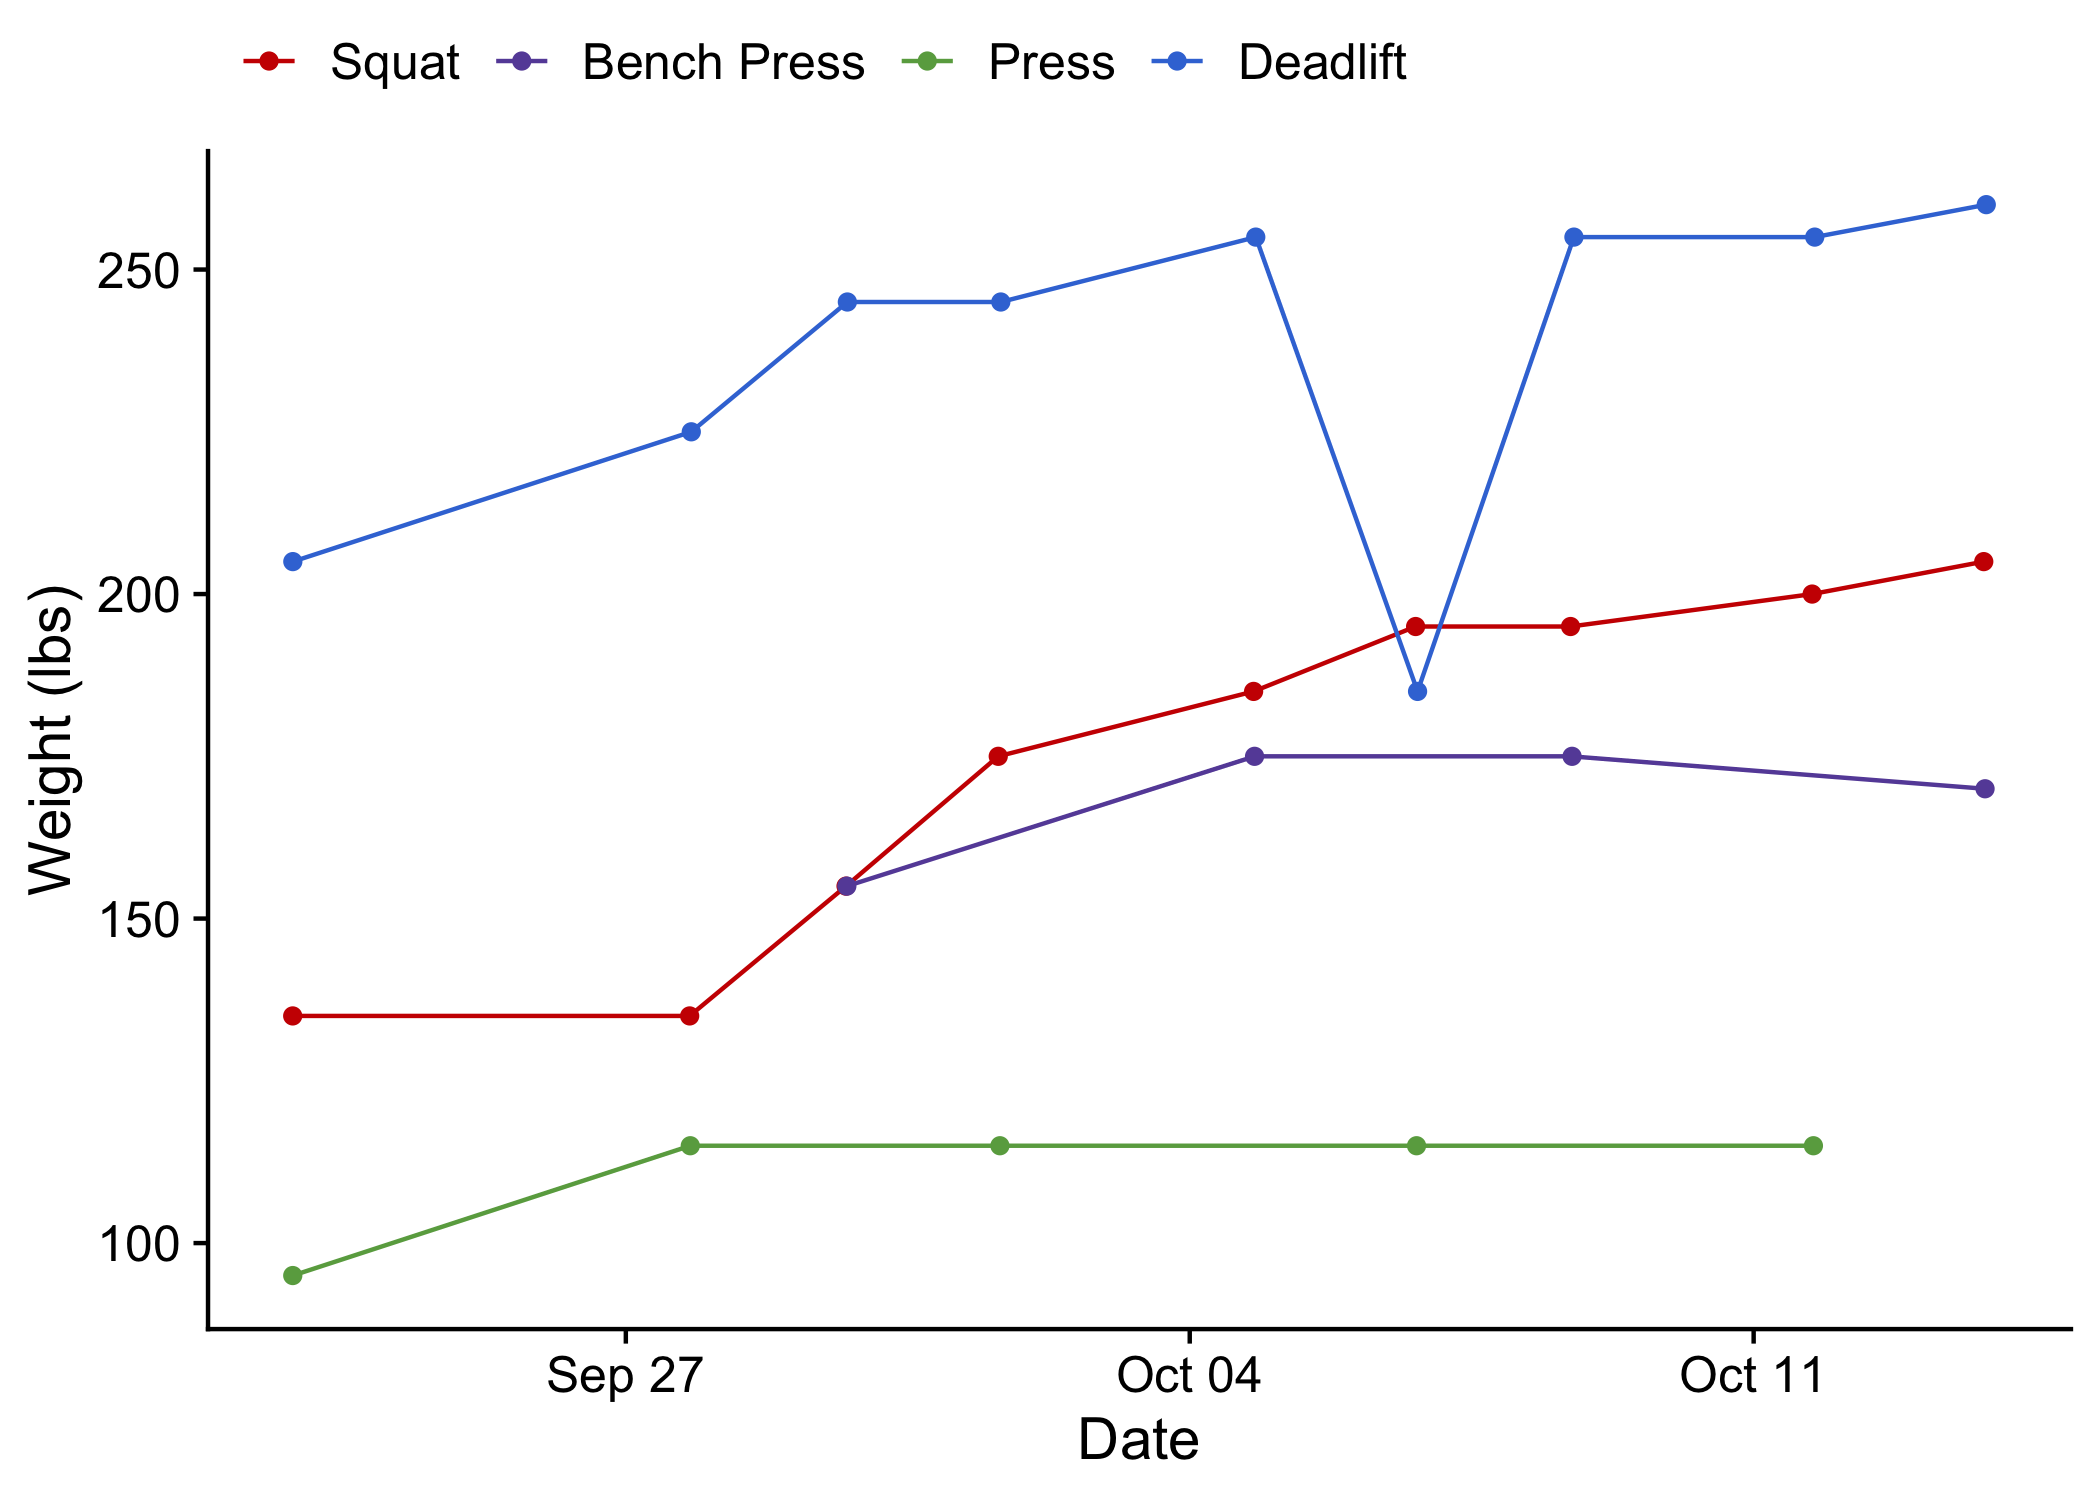 Squat Bench Press Press Deadlift
250
200
150
100
Weight (lbs)
Sep 27 Oct 04 Oct 11
Date